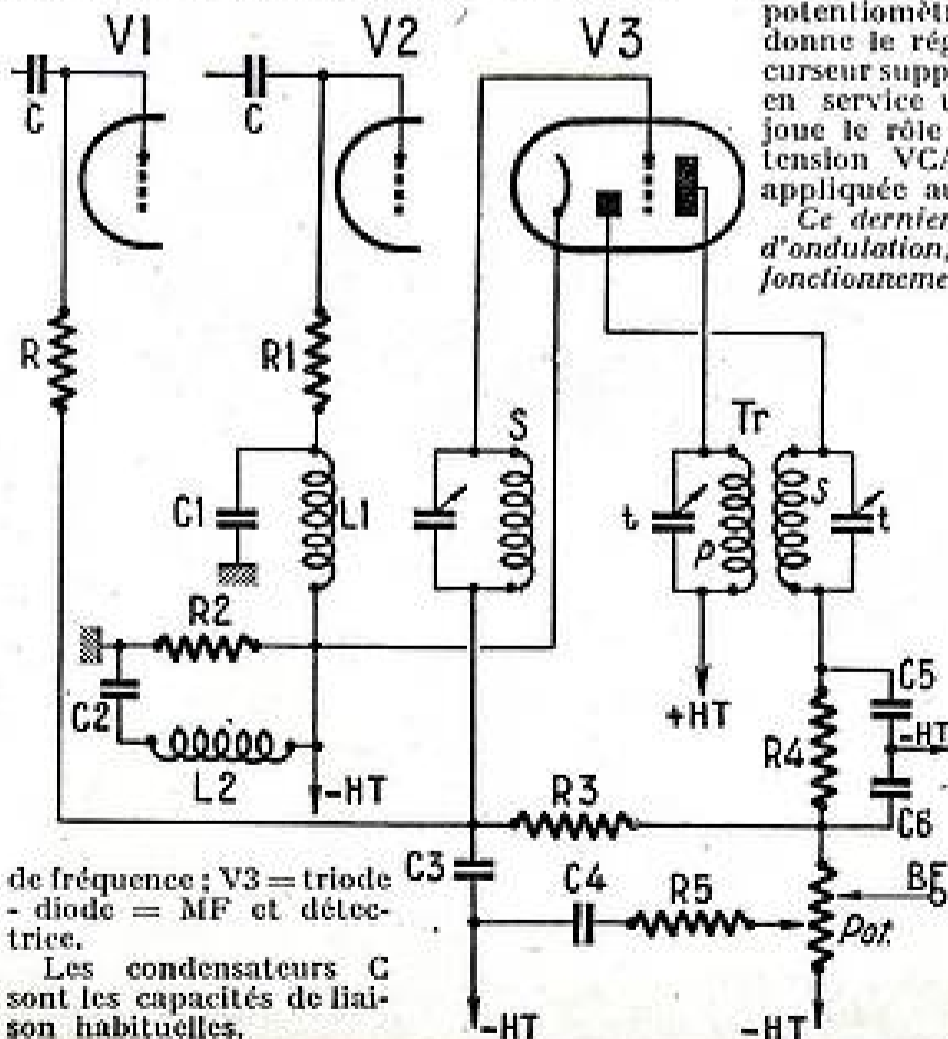 V1
V2
V3
C
C
R
R1
S
Tr
C1
L1
t
P
S
t
R2
C2
L2
-HT
+HT
C5
-HT
R4
C6
R3
C3
C4
R5
BF
Pot.
-HT
-HT
potentiomètr
donne le rég
curseur supp
en service u
joue le rôle
tension VCA
appliquée au
Ce dernier
d'ondulation,
fonctionneme
de fréquence ; V3 = triode
- diode = MF et détec-
trice.
Les condensateurs C
sont les capacités de liai-
son habituelles.